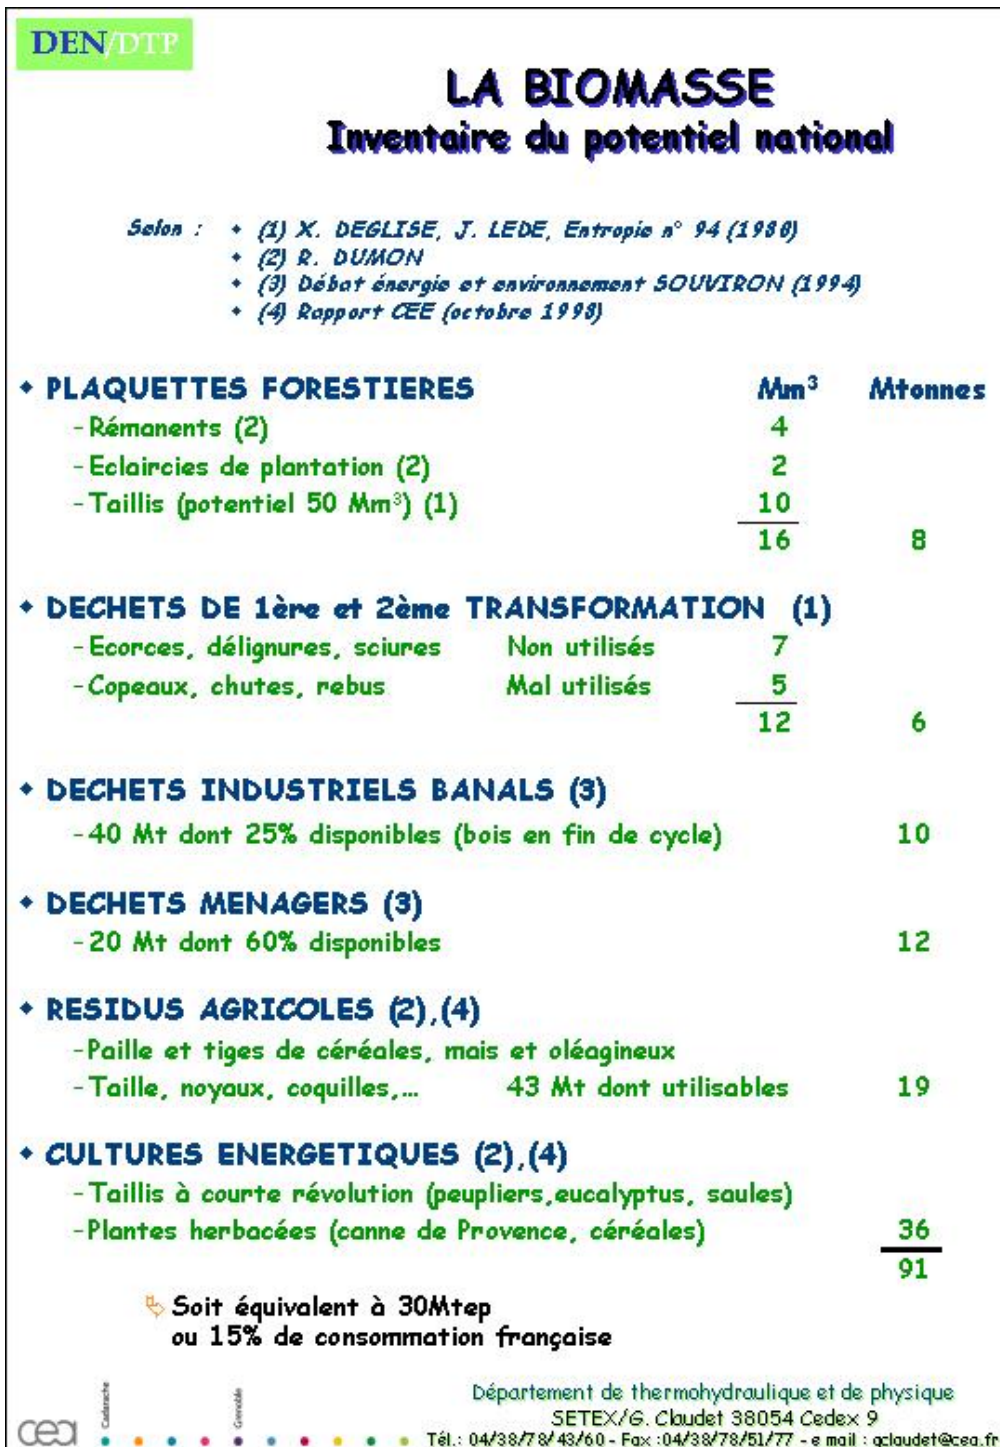 DEN/DTP
LA BIOMASSE
Inventaire du potentiel national
Selon : • (1) X. DEGLISE, J. LEDE, Entropie n° 94 (1980)
• (2) R. DUMON
• (3) Débat énergie et environnement SOUVIRON (1994)
• (4) Rapport CEE (octobre 1998)
• PLAQUETTES FORESTIERES Mm³ Mtonnes
-Rémanents (2) 4
-Eclaircies de plantation (2) 2
-Taillis (potentiel 50 Mm³) (1) 10
16 8
• DECHETS DE 1ère et 2ème TRANSFORMATION (1)
-Ecorces, délignures, sciures Non utilisés 7
-Copeaux, chutes, rebus Mal utilisés 5
12 6
• DECHETS INDUSTRIELS BANALS (3)
-40 Mt dont 25% disponibles (bois en fin de cycle) 10
• DECHETS MENAGERS (3)
-20 Mt dont 60% disponibles 12
• RESIDUS AGRICOLES (2),(4)
-Paille et tiges de céréales, mais et oléagineux
-Taille, noyaux, coquilles,... 43 Mt dont utilisables 19
• CULTURES ENERGETIQUES (2),(4)
-Taillis à courte révolution (peupliers,eucalyptus, saules)
-Plantes herbacées (canne de Provence, céréales) 36
91
Soit équivalent à 30Mtep
ou 15% de consommation française
cea
Cadarache
Grenoble
Département de thermohydraulique et de physique
SETEX/G. Claudet 38054 Cedex 9
Tél.: 04/38/78/43/60 - Fax :04/38/78/51/77 - e mail : gclaudet@cea.fr